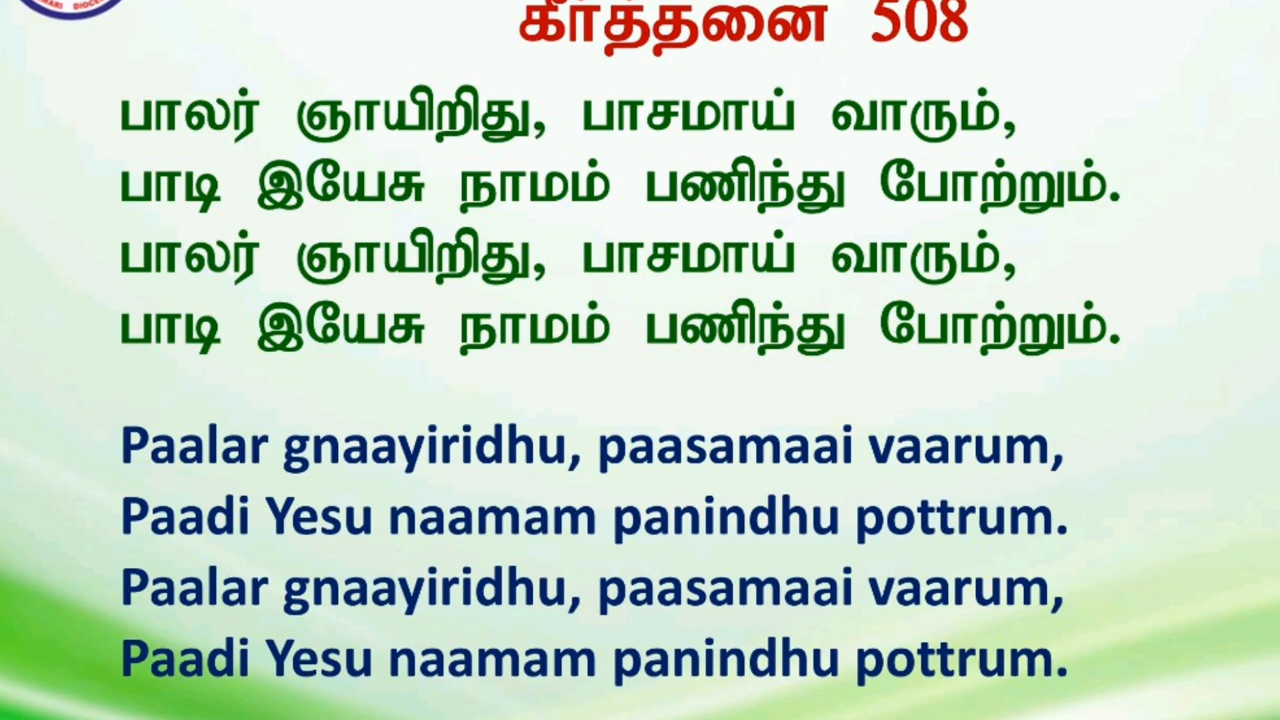 கீர்த்தனை 508
பாலர் ஞாயிறிது, பாசமாய் வாரும்,
பாடி இயேசு நாமம் பணிந்து போற்றும்.
பாலர் ஞாயிறிது, பாசமாய் வாரும்,
பாடி இயேசு நாமம் பணிந்து போற்றும்.
Paalar gnaayiridhu, paasamaai vaarum,
Paadi Yesu naamam panindhu pottrum.
Paalar gnaayiridhu, paasamaai vaarum,
Paadi Yesu naamam panindhu pottrum.